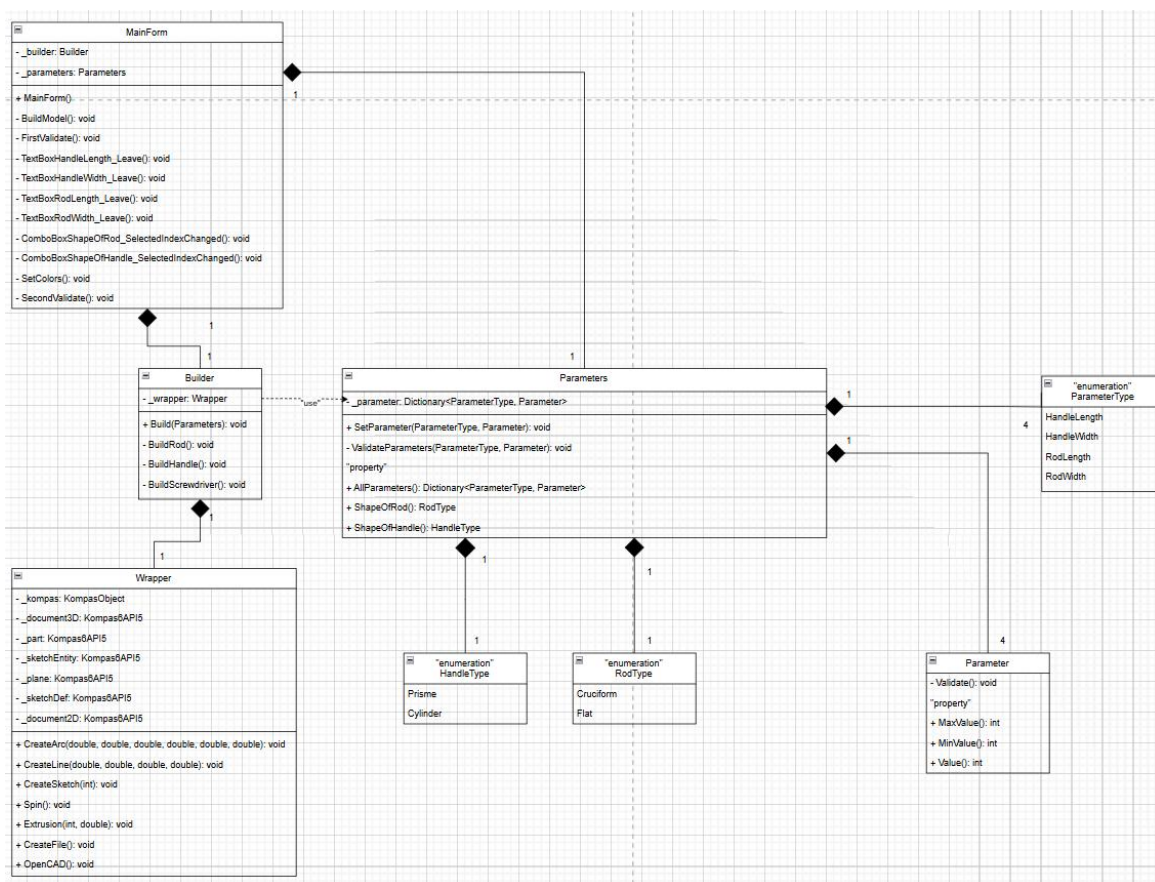 MainForm
- _builder: Builder
- _parameters: Parameters
+ MainForm()
- BuildModel(): void
- FirstValidate(): void
- TextBoxHandleLength_Leave(): void
- TextBoxHandleWidth_Leave(): void
- TextBoxRodLength_Leave(): void
- TextBoxRodWidth_Leave(): void
- ComboBoxShapeOfRod_SelectedIndexChanged(): void
- ComboBoxShapeOfHandle_SelectedIndexChanged(): void
- SetColors(): void
- SecondValidate(): void
1
1
1
1
Builder
- _wrapper: Wrapper
+ Build(Parameters): void
- BuildRod(): void
- BuildHandle(): void
- BuildScrewdriver(): void
"use"
Parameters
- _parameter: Dictionary<ParameterType, Parameter>
+ SetParameter(ParameterType, Parameter): void
- ValidateParameters(ParameterType, Parameter): void
"property"
+ AllParameters(): Dictionary<ParameterType, Parameter>
+ ShapeOfRod(): RodType
+ ShapeOfHandle(): HandleType
1
4
1
"enumeration"
ParameterType
HandleLength
HandleWidth
RodLength
RodWidth
1
1
Wrapper
- _kompas: KompasObject
- _document3D: Kompas6API5
- _part: Kompas6API5
- _sketchEntity: Kompas6API5
- _plane: Kompas6API5
- _sketchDef: Kompas6API5
- _document2D: Kompas6API5
+ CreateArc(double, double, double, double, double, double): void
+ CreateLine(double, double, double, double): void
+ CreateSketch(int): void
+ Spin(): void
+ Extrusion(int, double): void
+ CreateFile(): void
+ OpenCAD(): void
1
1
"enumeration"
HandleType
Prisme
Cylinder
1
1
"enumeration"
RodType
Cruciform
Flat
4
Parameter
- Validate(): void
"property"
+ MaxValue(): int
+ MinValue(): int
+ Value(): int